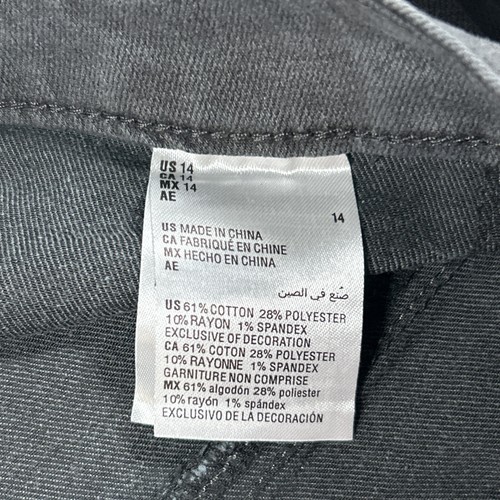 US 14
CA 14
MX 14
AE
14
US MADE IN CHINA
CA FABRIQUÉ EN CHINE
MX HECHO EN CHINA
AE
صُنع في الصين
US 61% COTTON 28% POLYESTER
10% RAYON 1% SPANDEX
EXCLUSIVE OF DECORATION
CA 61% COTON 28% POLYESTER
10% RAYONNE 1% SPANDEX
GARNITURE NON COMPRISE
MX 61% algodón 28% poliester
10% rayón 1% spándex
EXCLUSIVO DE LA DECORACIÓN